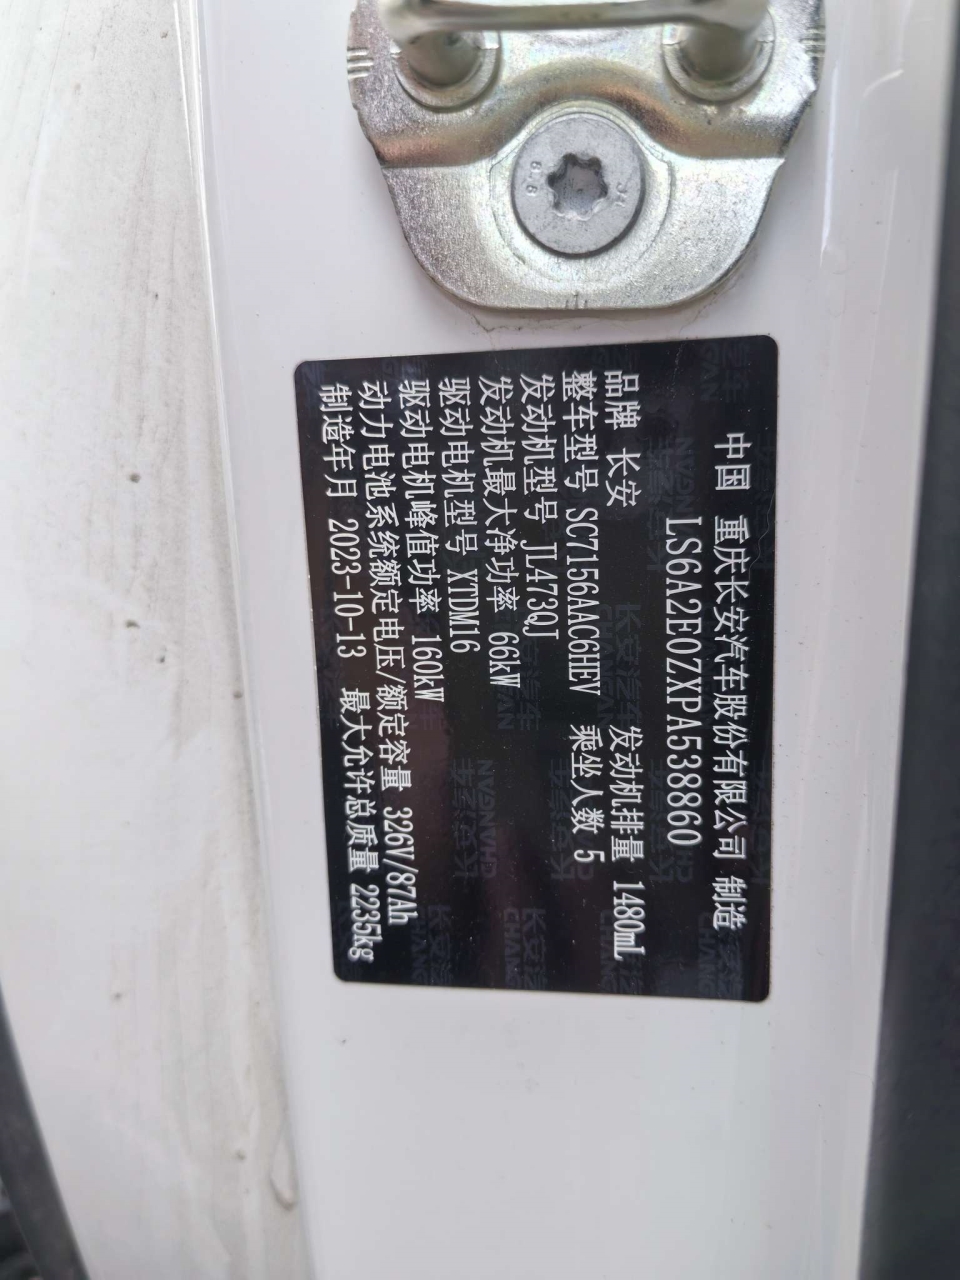 中国 重庆长安汽车股份有限公司 制造
LS6A2E0ZXPA538860
品牌 长安 发动机排量 1480mL
整车型号 SC7156AAC6HEV 乘坐人数 5
发动机型号 JL473QJ
发动机最大净功率 66kW
驱动电机型号 XTDM16
驱动电机峰值功率 160kW
动力电池系统额定电压/额定容量 326V/87Ah
制造年月 2023-10-13 最大允许总质量 2235kg
8.8